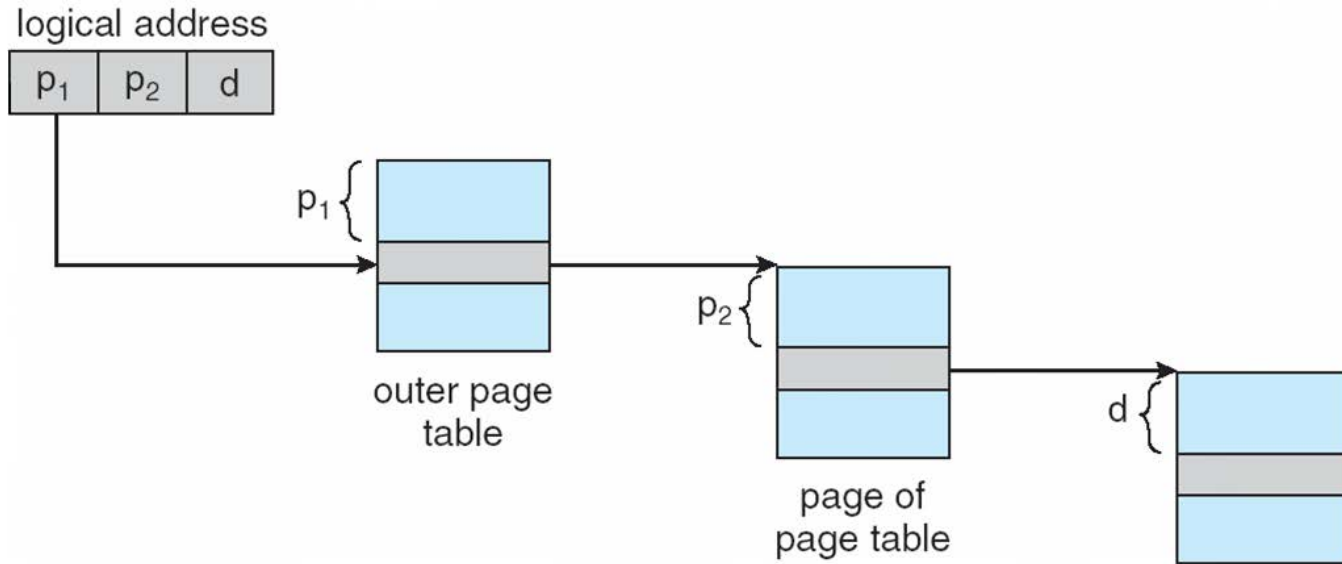 logical address
p₁ p₂ d
p₁
outer page
table
p₂
page of
page table
d